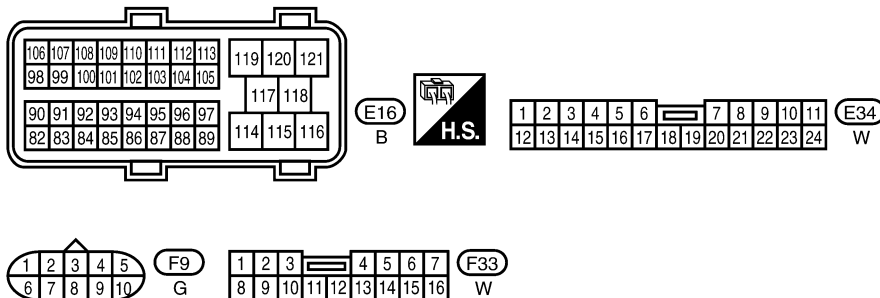 106 107 108 109 110 111 112 113
98 99 100 101 102 103 104 105
90 91 92 93 94 95 96 97
82 83 84 85 86 87 88 89
119 120 121
117 118
114 115 116
E16
B
H.S.
1 2 3 4 5 6 7 8 9 10 11
12 13 14 15 16 17 18 19 20 21 22 23 24
E34
W
1 2 3 4 5
6 7 8 9 10
F9
G
1 2 3 4 5 6 7
8 9 10 11 12 13 14 15 16
F33
W